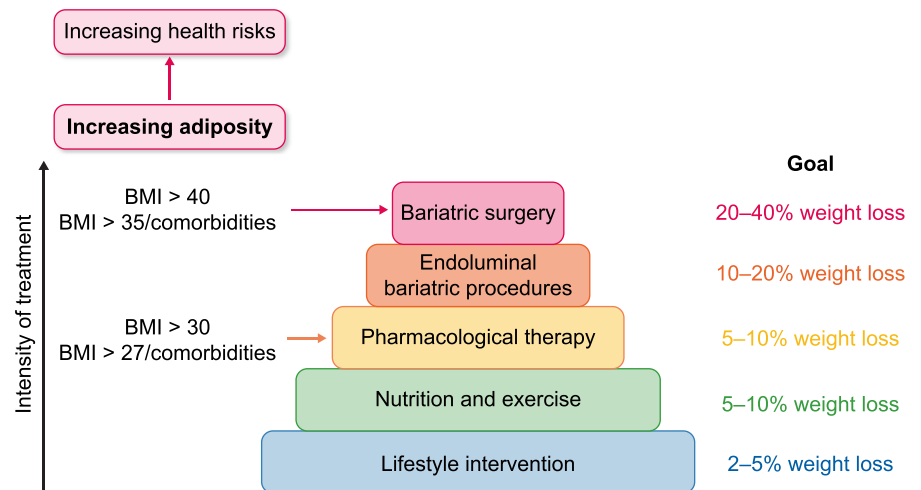 Increasing health risks
Increasing adiposity
Intensity of treatment
Goal
BMI > 40
BMI > 35/comorbidities
Bariatric surgery
20–40% weight loss
Endoluminal
bariatric procedures
10–20% weight loss
BMI > 30
BMI > 27/comorbidities
Pharmacological therapy
5–10% weight loss
Nutrition and exercise
5–10% weight loss
Lifestyle intervention
2–5% weight loss